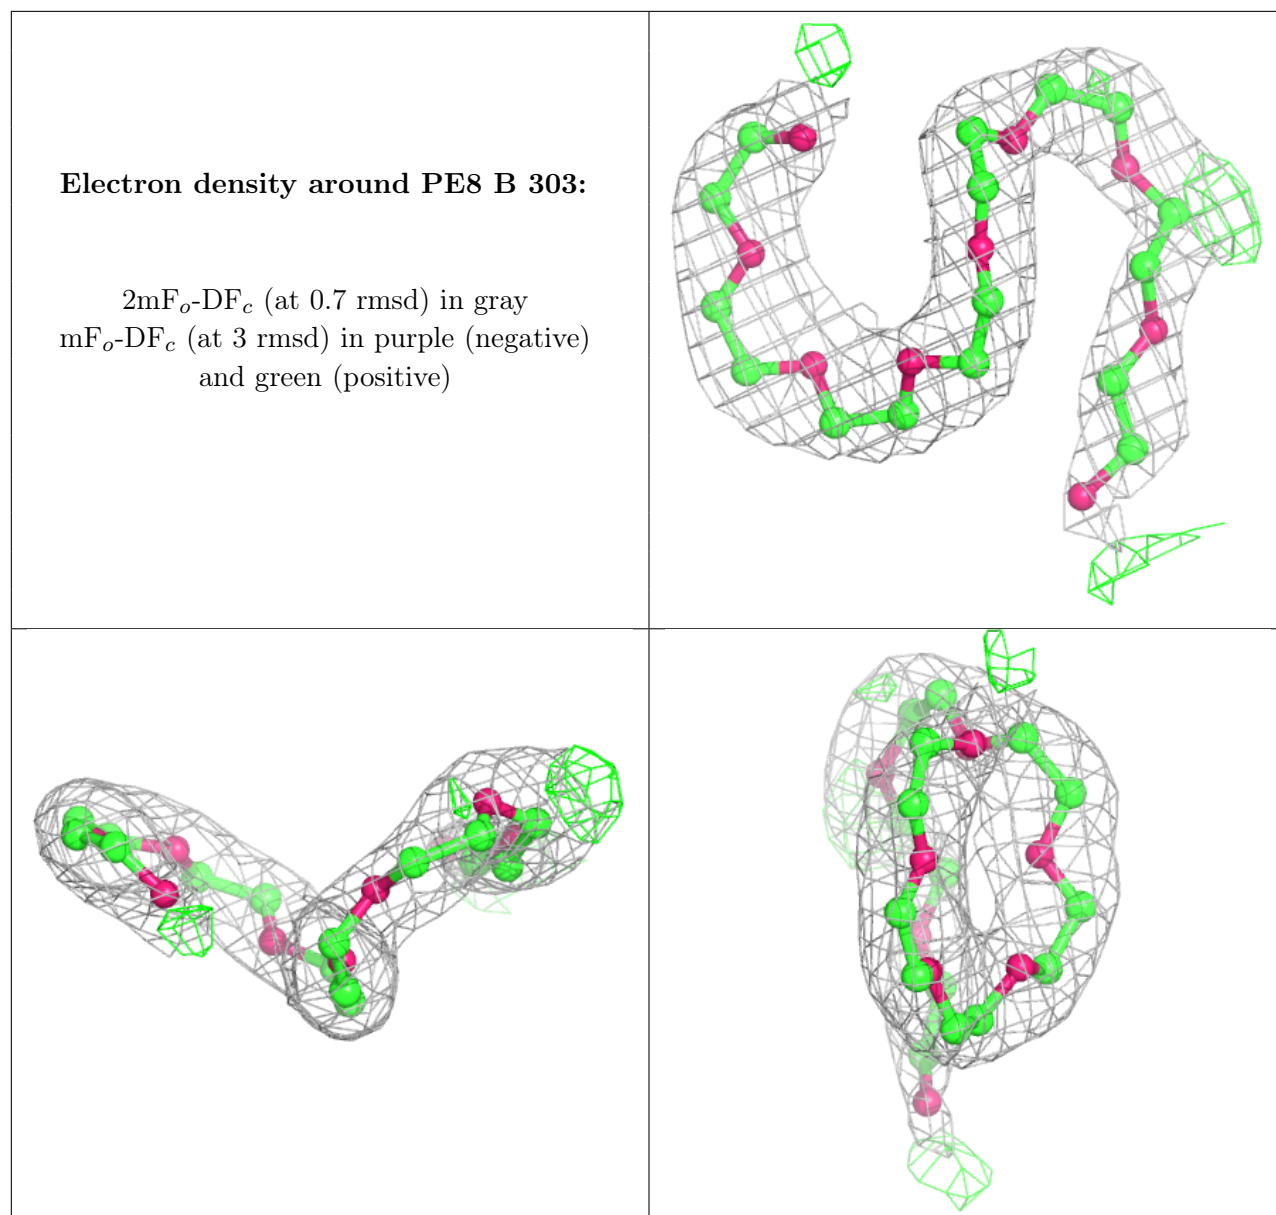 Electron density around PE8 B 303:
2mFo-DFc (at 0.7 rmsd) in gray
mFo-DFc (at 3 rmsd) in purple (negative)
and green (positive)